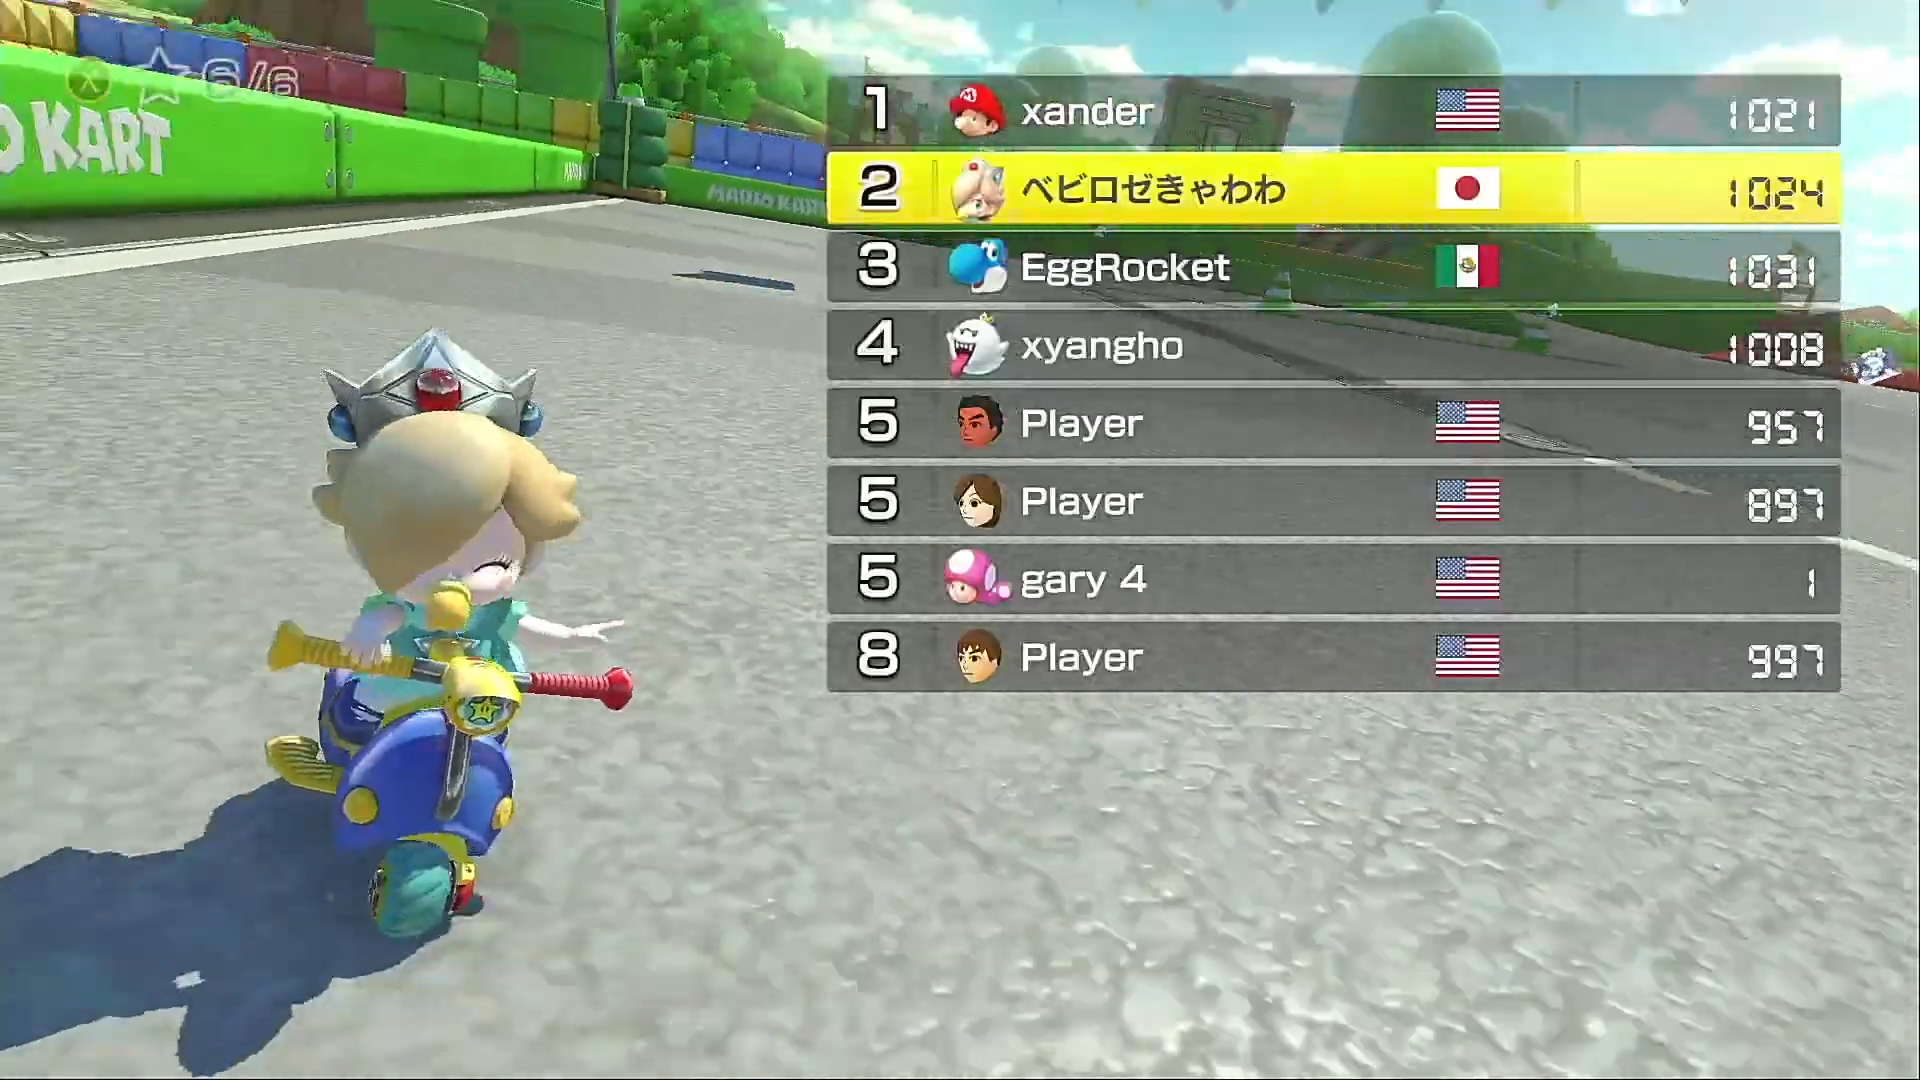 X 6/6
O KART
MARIO KART
1 xander 1021
2 ベビロゼきゃわわ 1024
3 EggRocket 1031
4 xyangho 1008
5 Player 957
5 Player 897
5 gary 4 1
8 Player 997